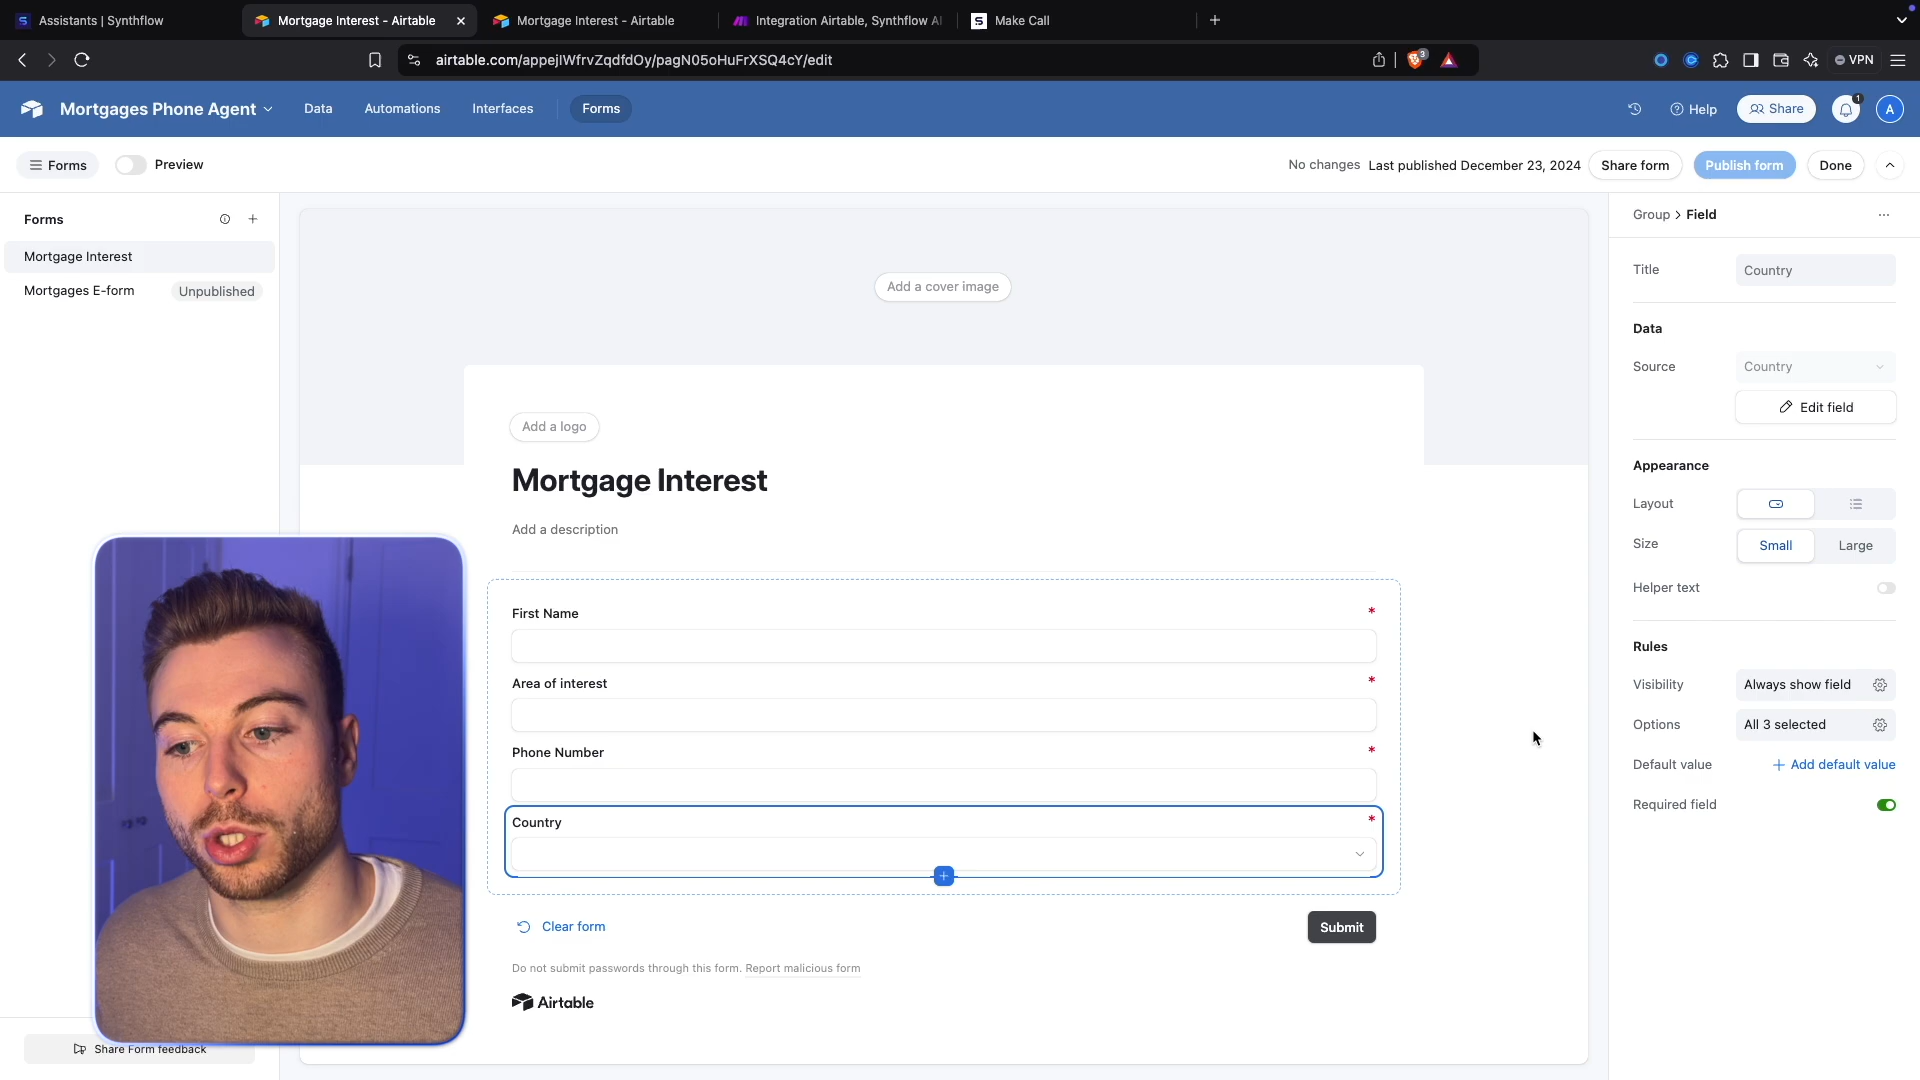 Assistants | Synthflow
Mortgage Interest - Airtable
Mortgage Interest - Airtable
Integration Airtable, Synthflow AI
Make Call
airtable.com/appejlWfrvZqdfdOy/pagN05oHuFrXSQ4cY/edit
3
VPN
Mortgages Phone Agent
Data
Automations
Interfaces
Forms
Help
Share
1
A
Forms
Preview
No changes
Last published December 23, 2024
Share form
Publish form
Done
Forms
Mortgage Interest
Mortgages E-form
Unpublished
Share Form feedback
Add a cover image
Add a logo
Mortgage Interest
Add a description
First Name *
Area of interest *
Phone Number *
Country *
Clear form
Submit
Do not submit passwords through this form. Report malicious form
Airtable
Group > Field
Title
Country
Data
Source
Country
Edit field
Appearance
Layout
Size
Small
Large
Helper text
Rules
Visibility
Always show field
Options
All 3 selected
Default value
+ Add default value
Required field